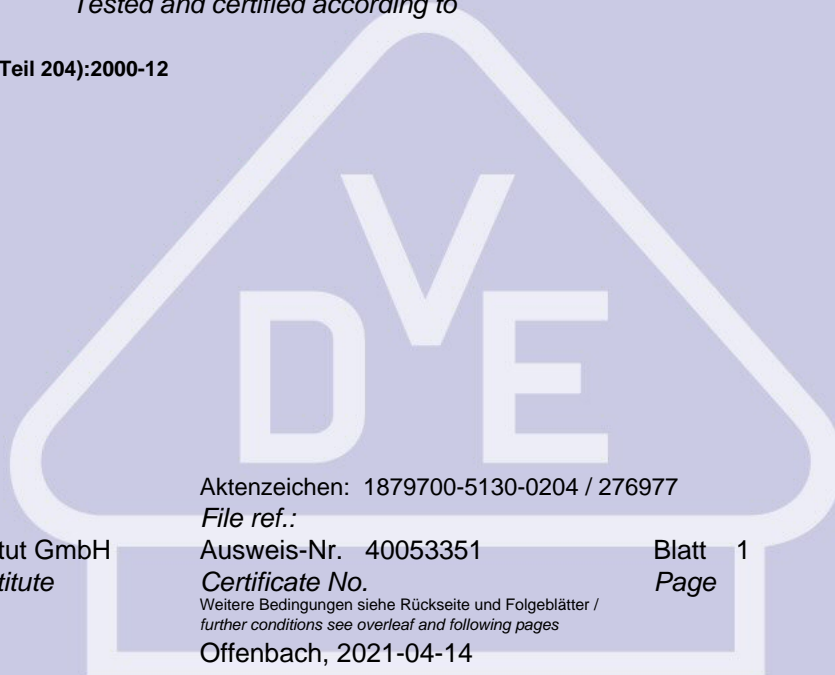 Tested and certified according to
Teil 204):2000-12
V
D E
Aktenzeichen: 1879700-5130-0204 / 276977
File ref.:
tut GmbH Ausweis-Nr. 40053351 Blatt 1
titute Certificate No. Page
Weitere Bedingungen siehe Rückseite und Folgeblätter /
further conditions see overleaf and following pages
Offenbach, 2021-04-14